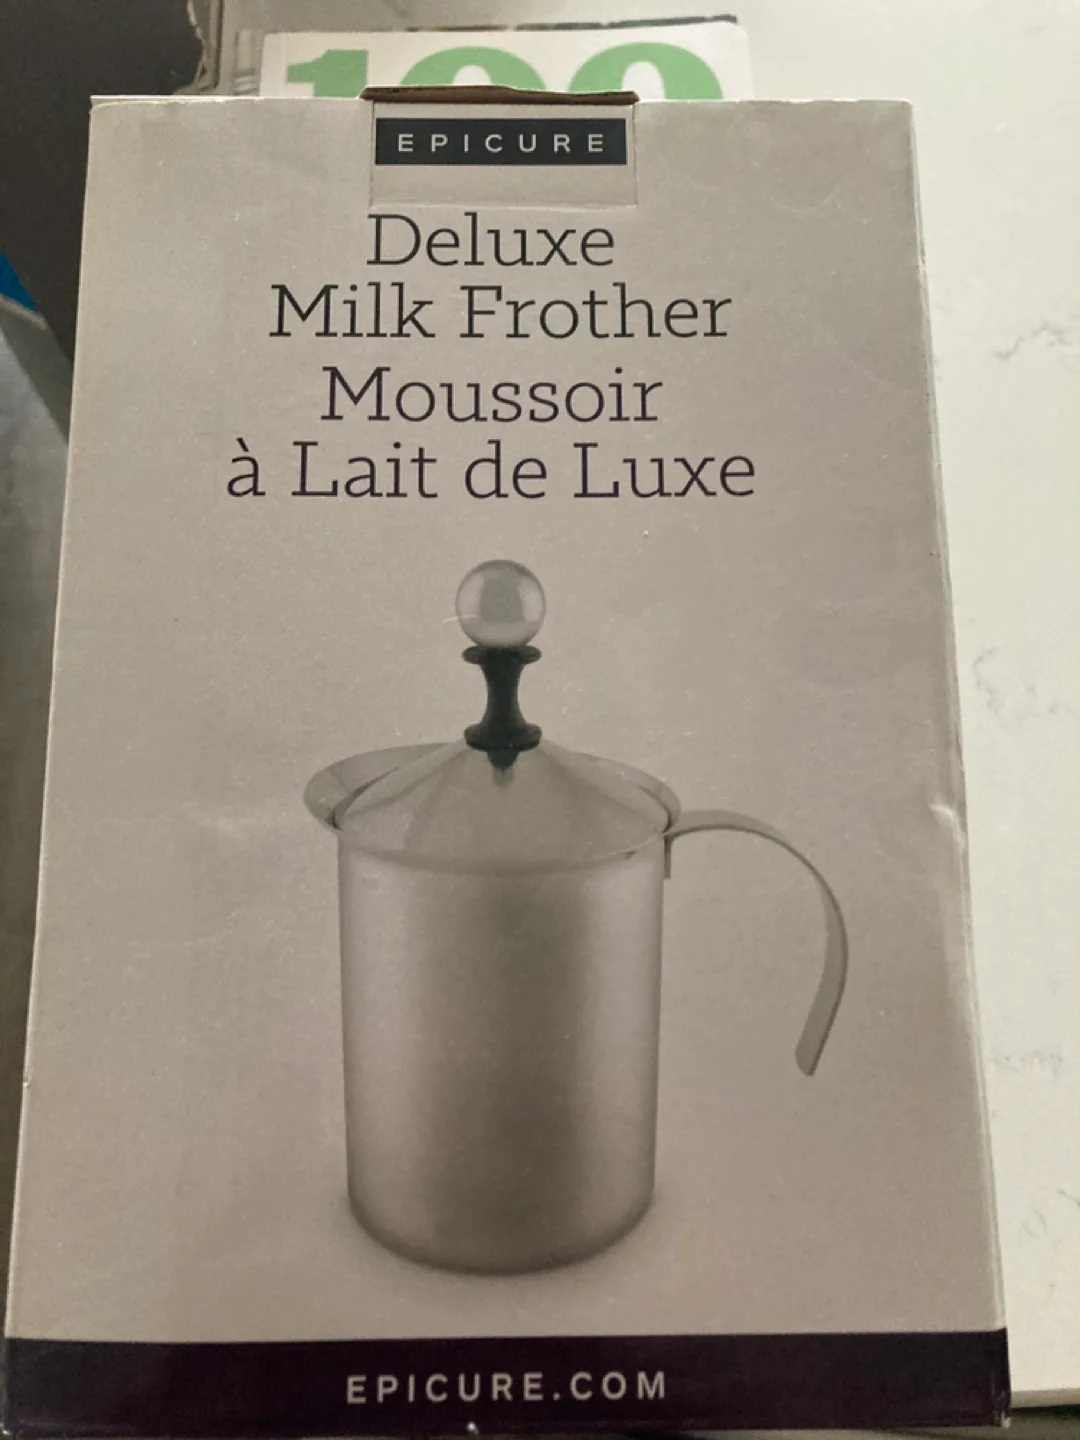 EPICURE
Deluxe
Milk Frother
Moussoir
à Lait de Luxe
EPICURE.COM